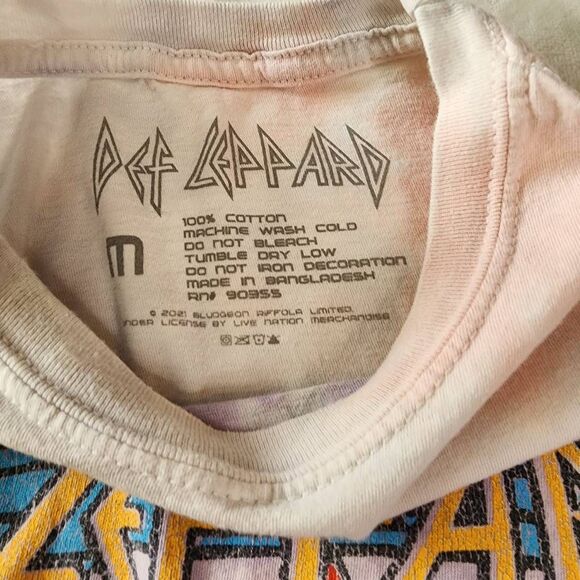 DEF LEPPARD
M
100% COTTON
MACHINE WASH COLD
DO NOT BLEACH
TUMBLE DRY LOW
DO NOT IRON DECORATION
MADE IN BANGLADESH
RN# 90355
© 2021 BLUDGEON RIFFOLA LIMITED.
UNDER LICENSE BY LIVE NATION MERCHANDISE